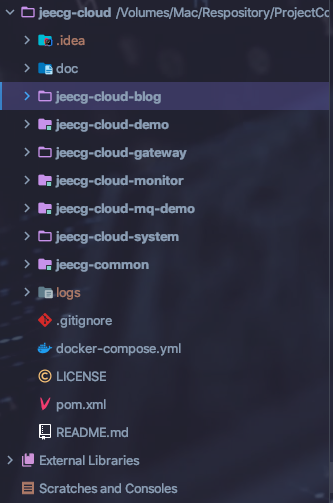 jeecg-cloud /Volumes/Mac/Respository/ProjectCo
.idea
doc
jeecg-cloud-blog
jeecg-cloud-demo
jeecg-cloud-gateway
jeecg-cloud-monitor
jeecg-cloud-mq-demo
jeecg-cloud-system
jeecg-common
logs
.gitignore
docker-compose.yml
LICENSE
pom.xml
README.md
External Libraries
Scratches and Consoles